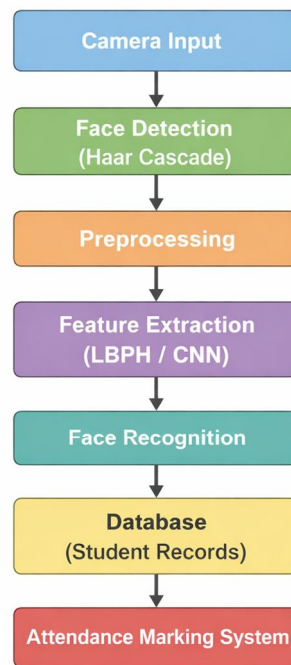 Camera Input
Face Detection
(Haar Cascade)
Preprocessing
Feature Extraction
(LBPH / CNN)
Face Recognition
Database
(Student Records)
Attendance Marking System